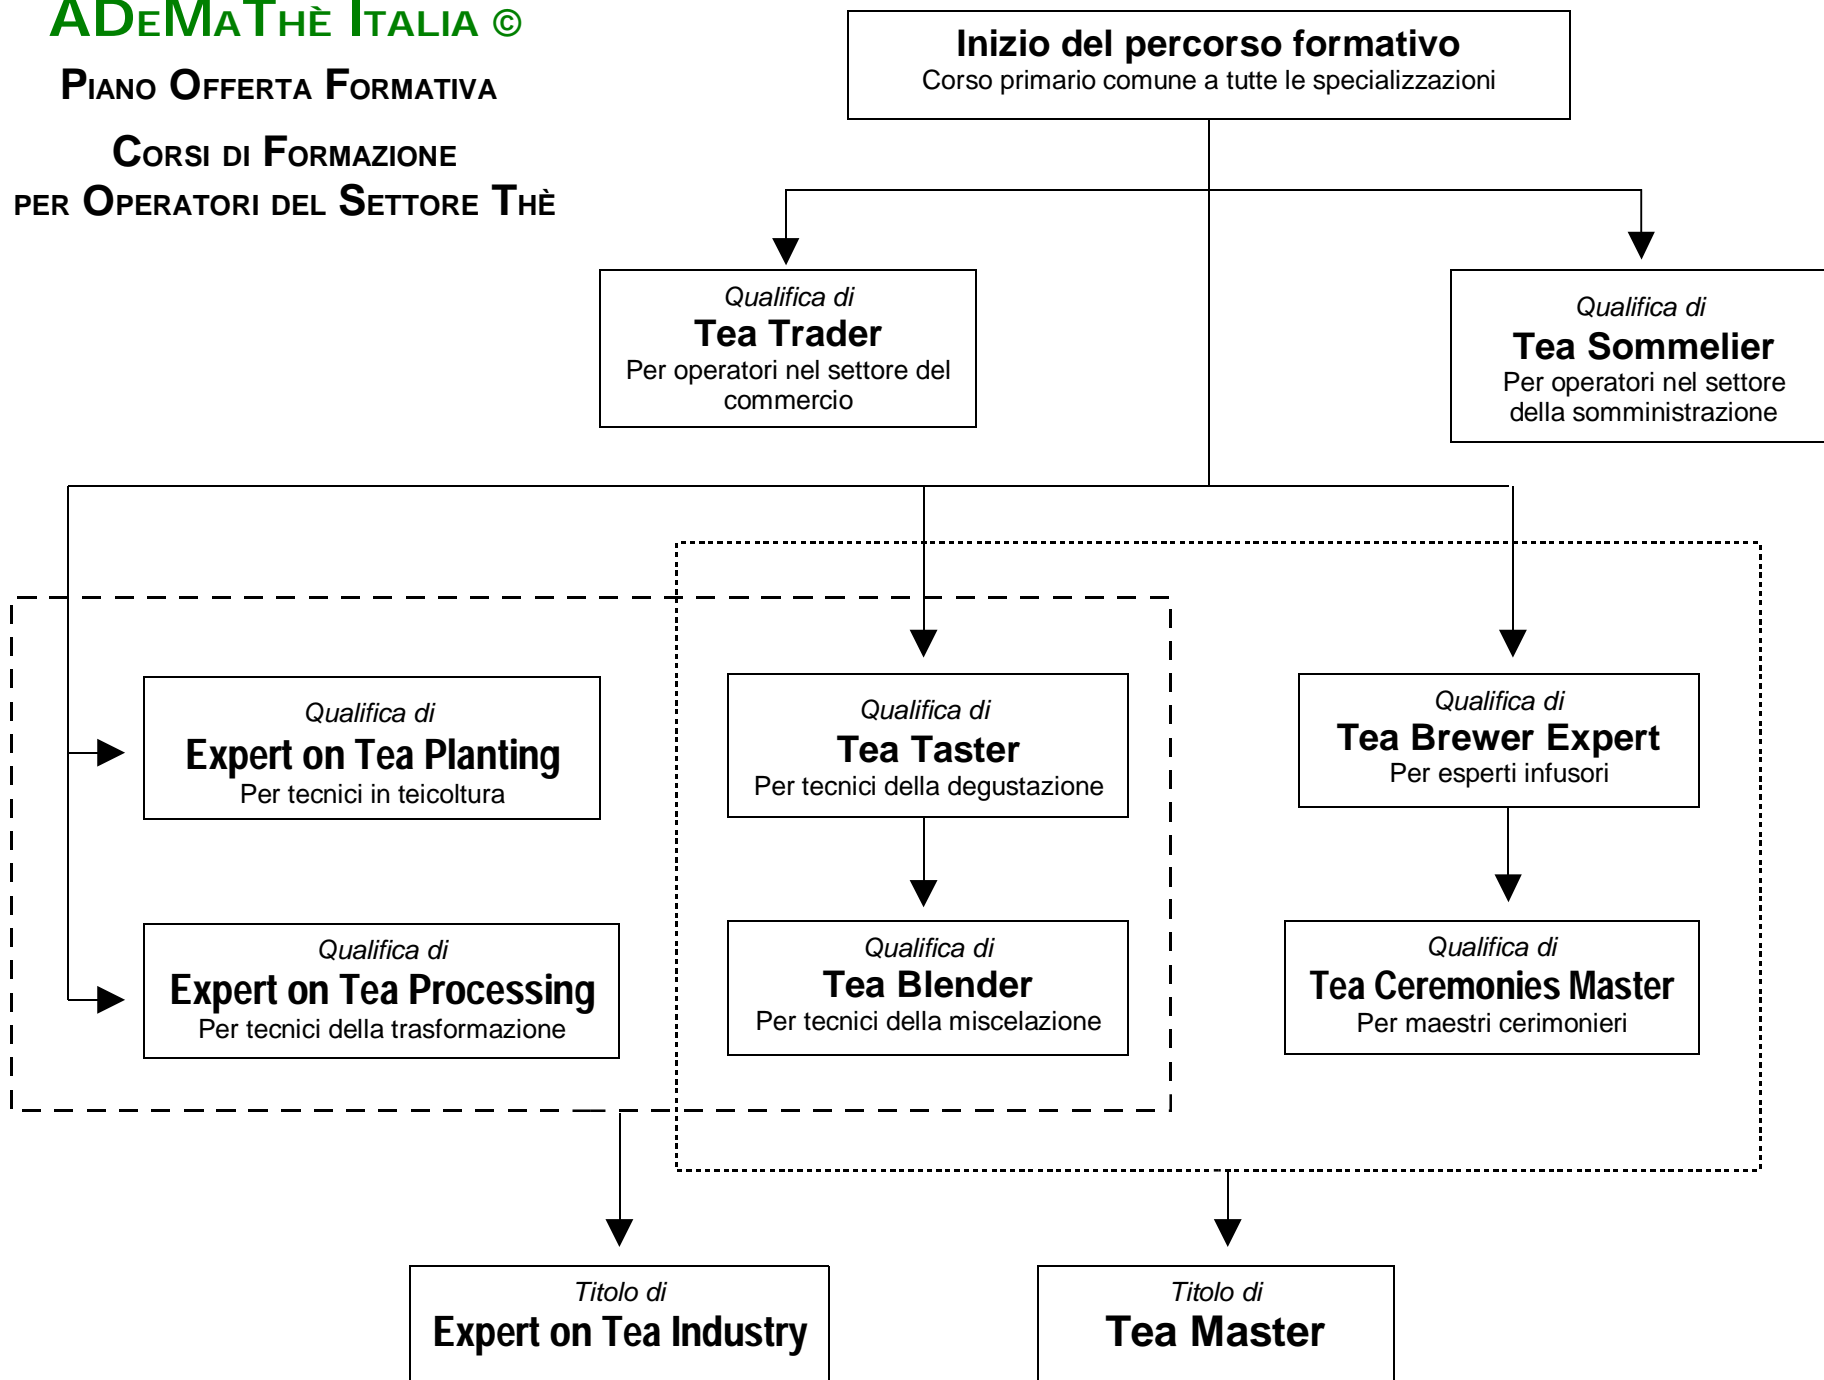 ADeMaThè Italia ©
Piano Offerta Formativa
Corsi di Formazione
per Operatori del Settore Thè
Inizio del percorso formativo
Corso primario comune a tutte le specializzazioni
Qualifica di
Tea Trader
Per operatori nel settore del
commercio
Qualifica di
Tea Sommelier
Per operatori nel settore
della somministrazione
Qualifica di
Expert on Tea Planting
Per tecnici in teicoltura
Qualifica di
Tea Taster
Per tecnici della degustazione
Qualifica di
Tea Brewer Expert
Per esperti infusori
Qualifica di
Expert on Tea Processing
Per tecnici della trasformazione
Qualifica di
Tea Blender
Per tecnici della miscelazione
Qualifica di
Tea Ceremonies Master
Per maestri cerimonieri
Titolo di
Expert on Tea Industry
Titolo di
Tea Master